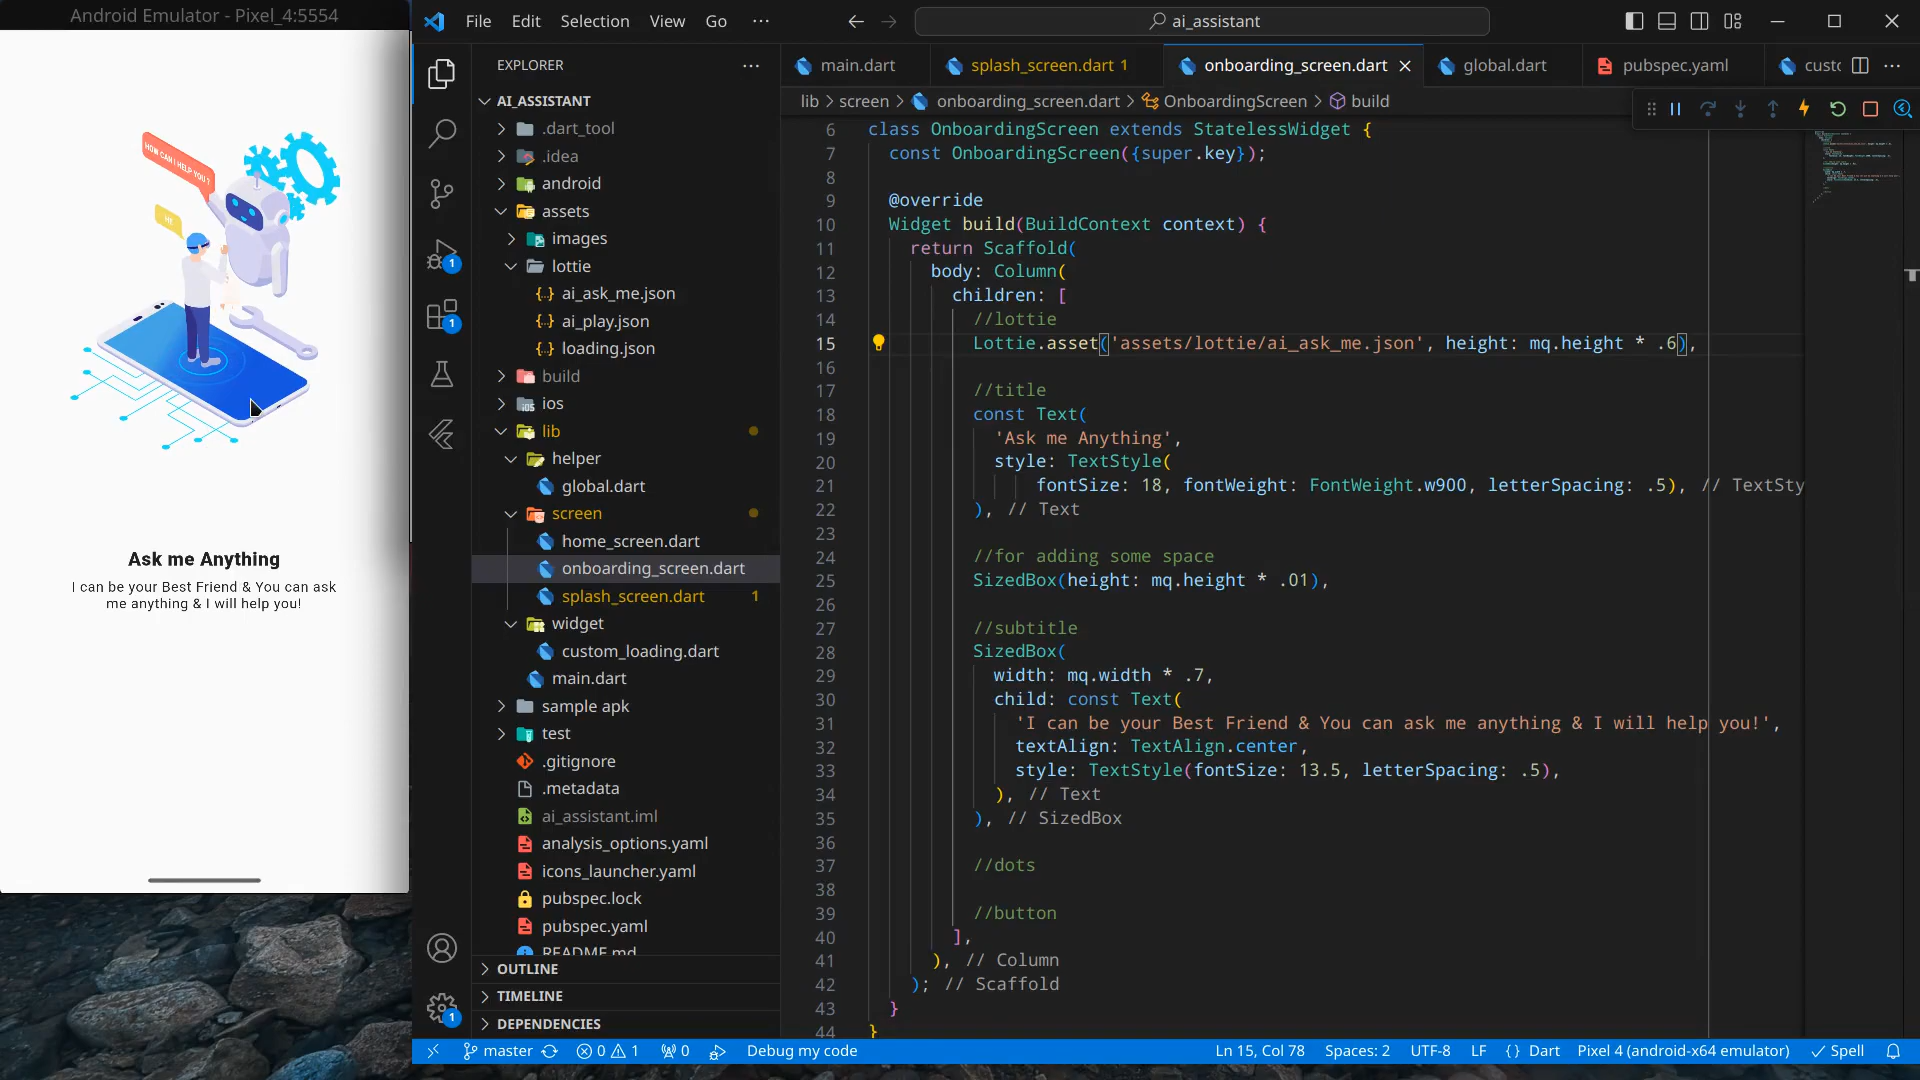 Android Emulator - Pixel_4:5554
HOW CAN I HELP YOU ?
HI
Ask me Anything
I can be your Best Friend & You can ask
me anything & I will help you!
File Edit Selection View Go ···
ai_assistant
EXPLORER
AI_ASSISTANT
.dart_tool
.idea
android
assets
images
lottie
ai_ask_me.json
ai_play.json
loading.json
build
ios
lib
helper
global.dart
screen
home_screen.dart
onboarding_screen.dart
splash_screen.dart 1
widget
custom_loading.dart
main.dart
sample apk
test
.gitignore
.metadata
ai_assistant.iml
analysis_options.yaml
icons_launcher.yaml
pubspec.lock
pubspec.yaml
README.md
OUTLINE
TIMELINE
DEPENDENCIES
1
1
1
main.dart splash_screen.dart 1 onboarding_screen.dart global.dart pubspec.yaml custo
lib > screen > onboarding_screen.dart > OnboardingScreen > build
6 class OnboardingScreen extends StatelessWidget {
7 const OnboardingScreen({super.key});
8
9 @override
10 Widget build(BuildContext context) {
11 return Scaffold(
12 body: Column(
13 children: [
14 //lottie
15 Lottie.asset('assets/lottie/ai_ask_me.json', height: mq.height * .6),
16
17 //title
18 const Text(
19 'Ask me Anything',
20 style: TextStyle(
21 fontSize: 18, fontWeight: FontWeight.w900, letterSpacing: .5), // TextSty
22 ), // Text
23
24 //for adding some space
25 SizedBox(height: mq.height * .01),
26
27 //subtitle
28 SizedBox(
29 width: mq.width * .7,
30 child: const Text(
31 'I can be your Best Friend & You can ask me anything & I will help you!',
32 textAlign: TextAlign.center,
33 style: TextStyle(fontSize: 13.5, letterSpacing: .5),
34 ), // Text
35 ), // SizedBox
36
37 //dots
38
39 //button
40 ],
41 ), // Column
42 ); // Scaffold
43 }
44 }
master 0 1 0 Debug my code Ln 15, Col 78 Spaces: 2 UTF-8 LF {} Dart Pixel 4 (android-x64 emulator) Spell